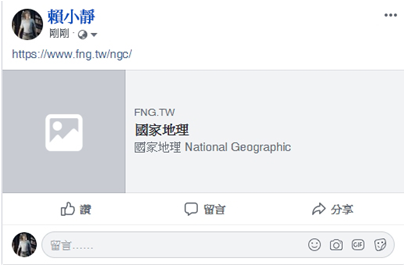 賴小靜
剛剛 ·
https://www.fng.tw/ngc/
FNG.TW
國家地理
國家地理 National Geographic
讚 留言 分享
留言......
GIF